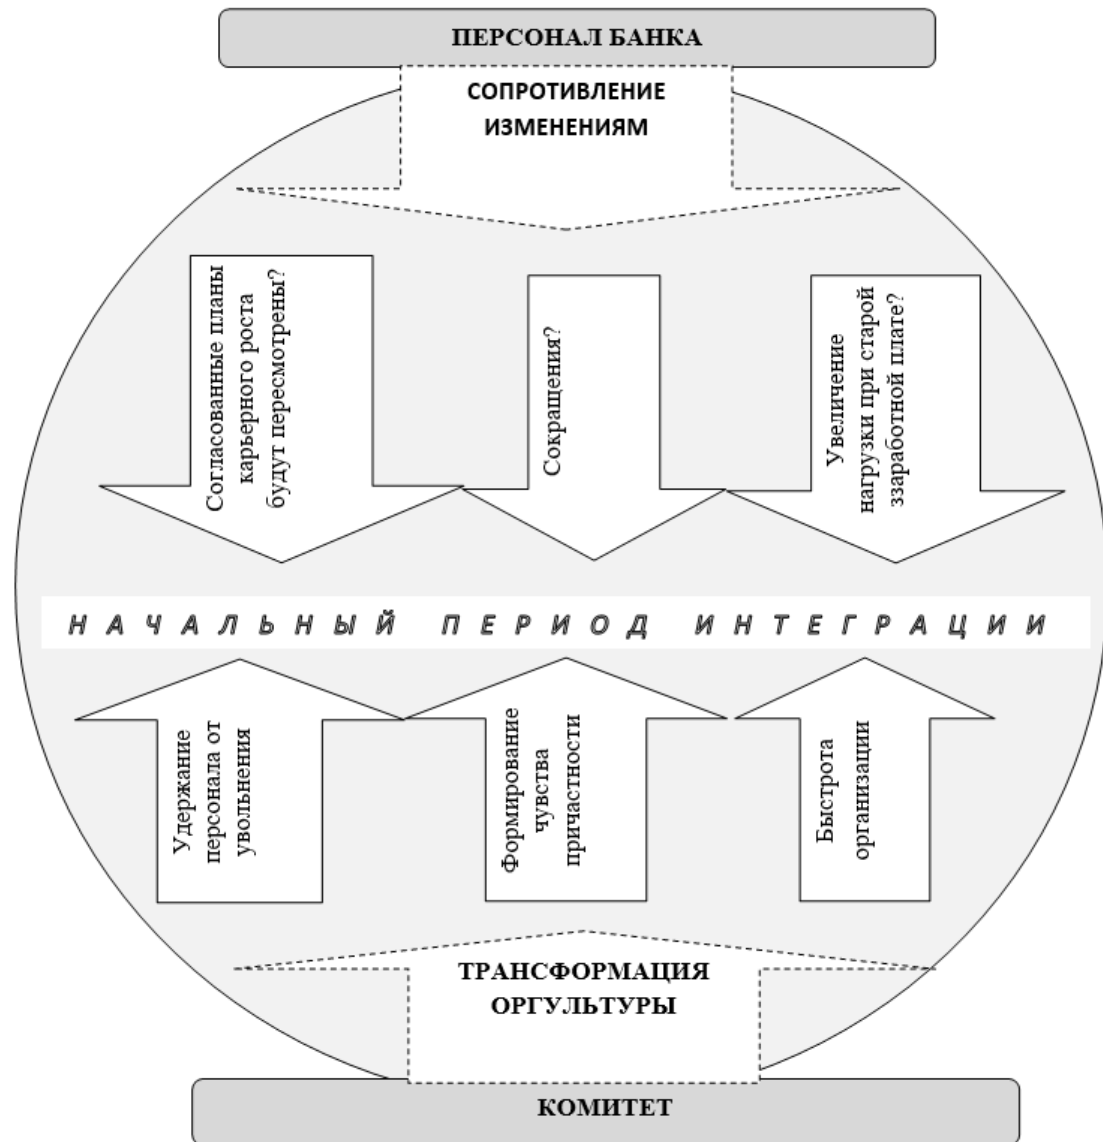 ПЕРСОНАЛ БАНКА
СОПРОТИВЛЕНИЕ
ИЗМЕНЕНИЯМ
Согласованные планы
карьерного роста
будут пересмотрены?
Сокращения?
Увеличение
нагрузки при старой
ззаработной плате?
НАЧАЛЬНЫЙ ПЕРИОД ИНТЕГРАЦИИ
Удержание
персонала от
увольнения
Формирование
чувства
причастности
Быстрота
организации
ТРАНСФОРМАЦИЯ
ОРГУЛЬТУРЫ
КОМИТЕТ